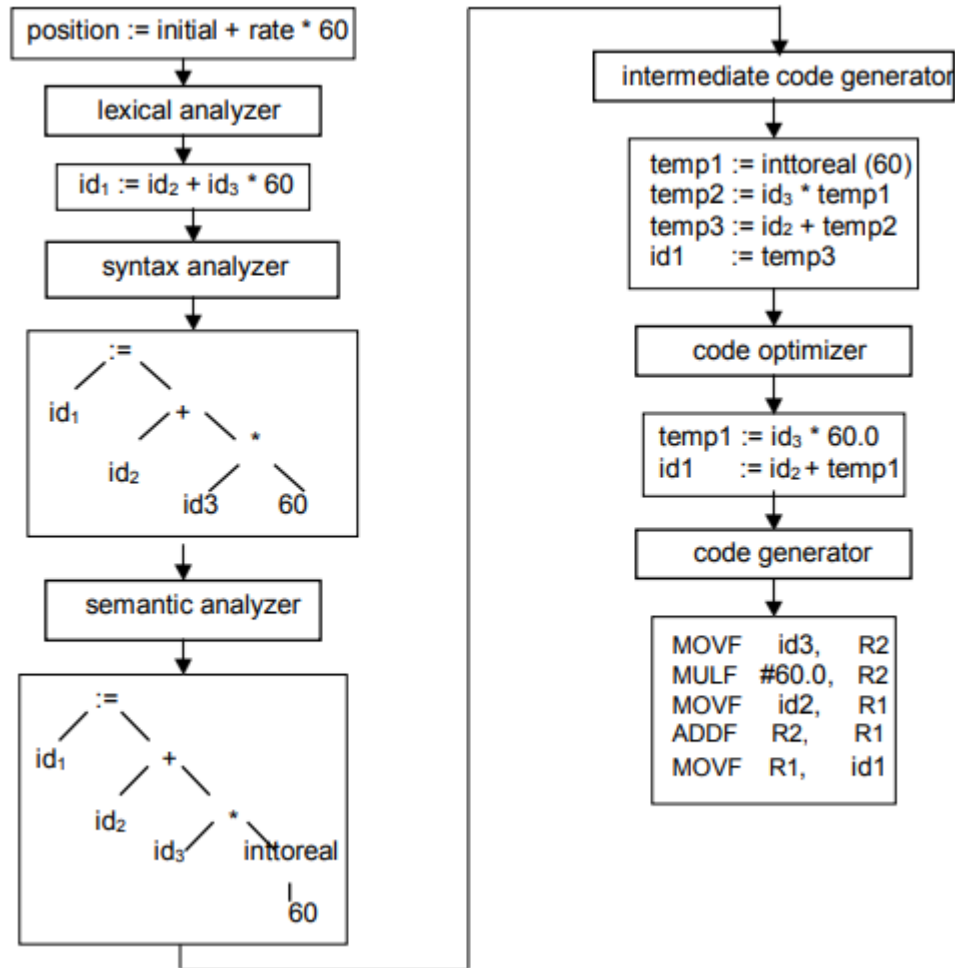 position := initial + rate * 60
lexical analyzer
id₁ := id₂ + id₃ * 60
syntax analyzer
:=
id₁ +
id₂ *
id3 60
semantic analyzer
:=
id₁ +
id₂ *
id₃ inttoreal
60
intermediate code generator
temp1 := inttoreal (60)
temp2 := id₃ * temp1
temp3 := id₂ + temp2
id1 := temp3
code optimizer
temp1 := id₃ * 60.0
id1 := id₂ + temp1
code generator
MOVF id3, R2
MULF #60.0, R2
MOVF id2, R1
ADDF R2, R1
MOVF R1, id1